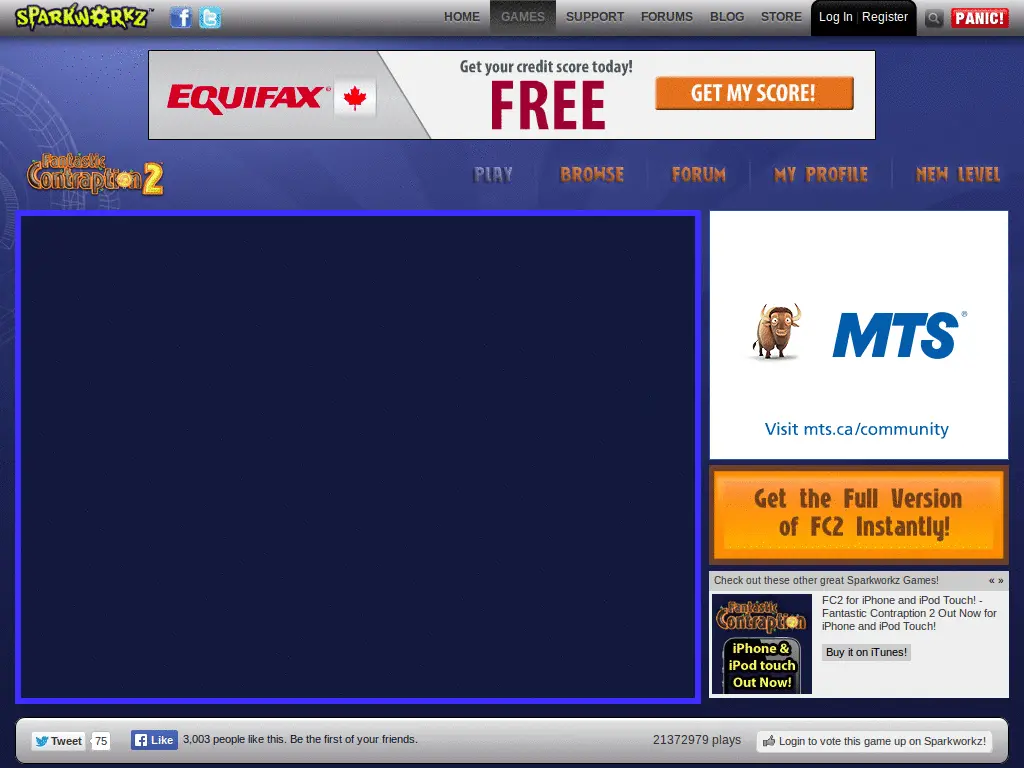 SPARKWORKZ™
HOME GAMES SUPPORT FORUMS BLOG STORE Log In | Register PANIC!
Get your credit score today!
EQUIFAX®
FREE
GET MY SCORE!
Fantastic
Contraption 2
PLAY BROWSE FORUM MY PROFILE NEW LEVEL
MTS®
Visit mts.ca/community
Get the Full Version
of FC2 Instantly!
Check out these other great Sparkworkz Games! « »
Fantastic
Contraption
iPhone &
iPod touch
Out Now!
FC2 for iPhone and iPod Touch! -
Fantastic Contraption 2 Out Now for
iPhone and iPod Touch!
Buy it on iTunes!
Tweet 75 Like 3,003 people like this. Be the first of your friends. 21372979 plays Login to vote this game up on Sparkworkz!